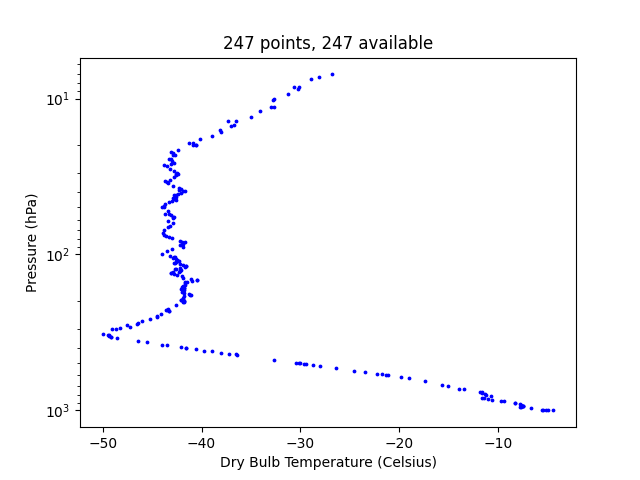 247 points, 247 available
10¹
10²
10³
Pressure (hPa)
−50 −40 −30 −20 −10
Dry Bulb Temperature (Celsius)